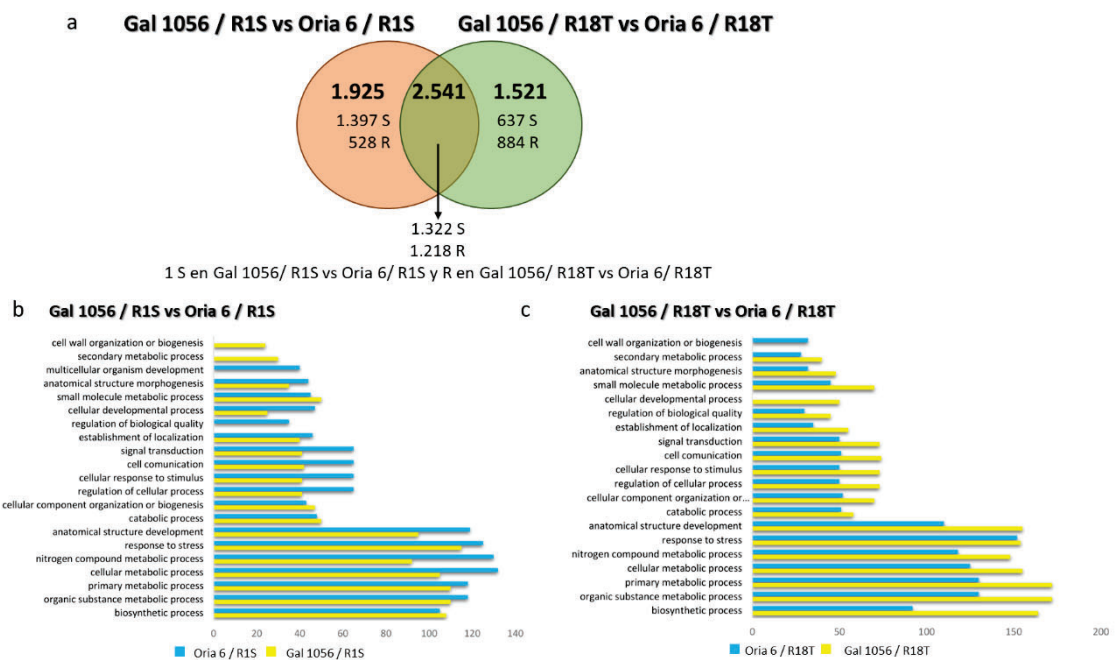 a
Gal 1056 / R1S vs Oria 6 / R1S
Gal 1056 / R18T vs Oria 6 / R18T
1.925
2.541
1.521
1.397 S
637 S
528 R
884 R
1.322 S
1.218 R
1 S en Gal 1056/ R1S vs Oria 6/ R1S y R en Gal 1056/ R18T vs Oria 6/ R18T
b
Gal 1056 / R1S vs Oria 6 / R1S
cell wall organization or biogenesis
secondary metabolic process
multicellular organism development
anatomical structure morphogenesis
small molecule metabolic process
cellular developmental process
regulation of biological quality
establishment of localization
signal transduction
cell comunication
cellular response to stimulus
regulation of cellular process
cellular component organization or biogenesis
catabolic process
anatomical structure development
response to stress
nitrogen compound metabolic process
cellular metabolic process
primary metabolic process
organic substance metabolic process
biosynthetic process
0 20 40 60 80 100 120 140
Oria 6 / R1S Gal 1056 / R1S
c
Gal 1056 / R18T vs Oria 6 / R18T
cell wall organization or biogenesis
secondary metabolic process
anatomical structure morphogenesis
small molecule metabolic process
cellular developmental process
regulation of biological quality
establishment of localization
signal transduction
cell comunication
cellular response to stimulus
regulation of cellular process
cellular component organization or...
catabolic process
anatomical structure development
response to stress
nitrogen compound metabolic process
cellular metabolic process
primary metabolic process
organic substance metabolic process
biosynthetic process
0 50 100 150 200
Oria 6 / R18T Gal 1056 / R18T